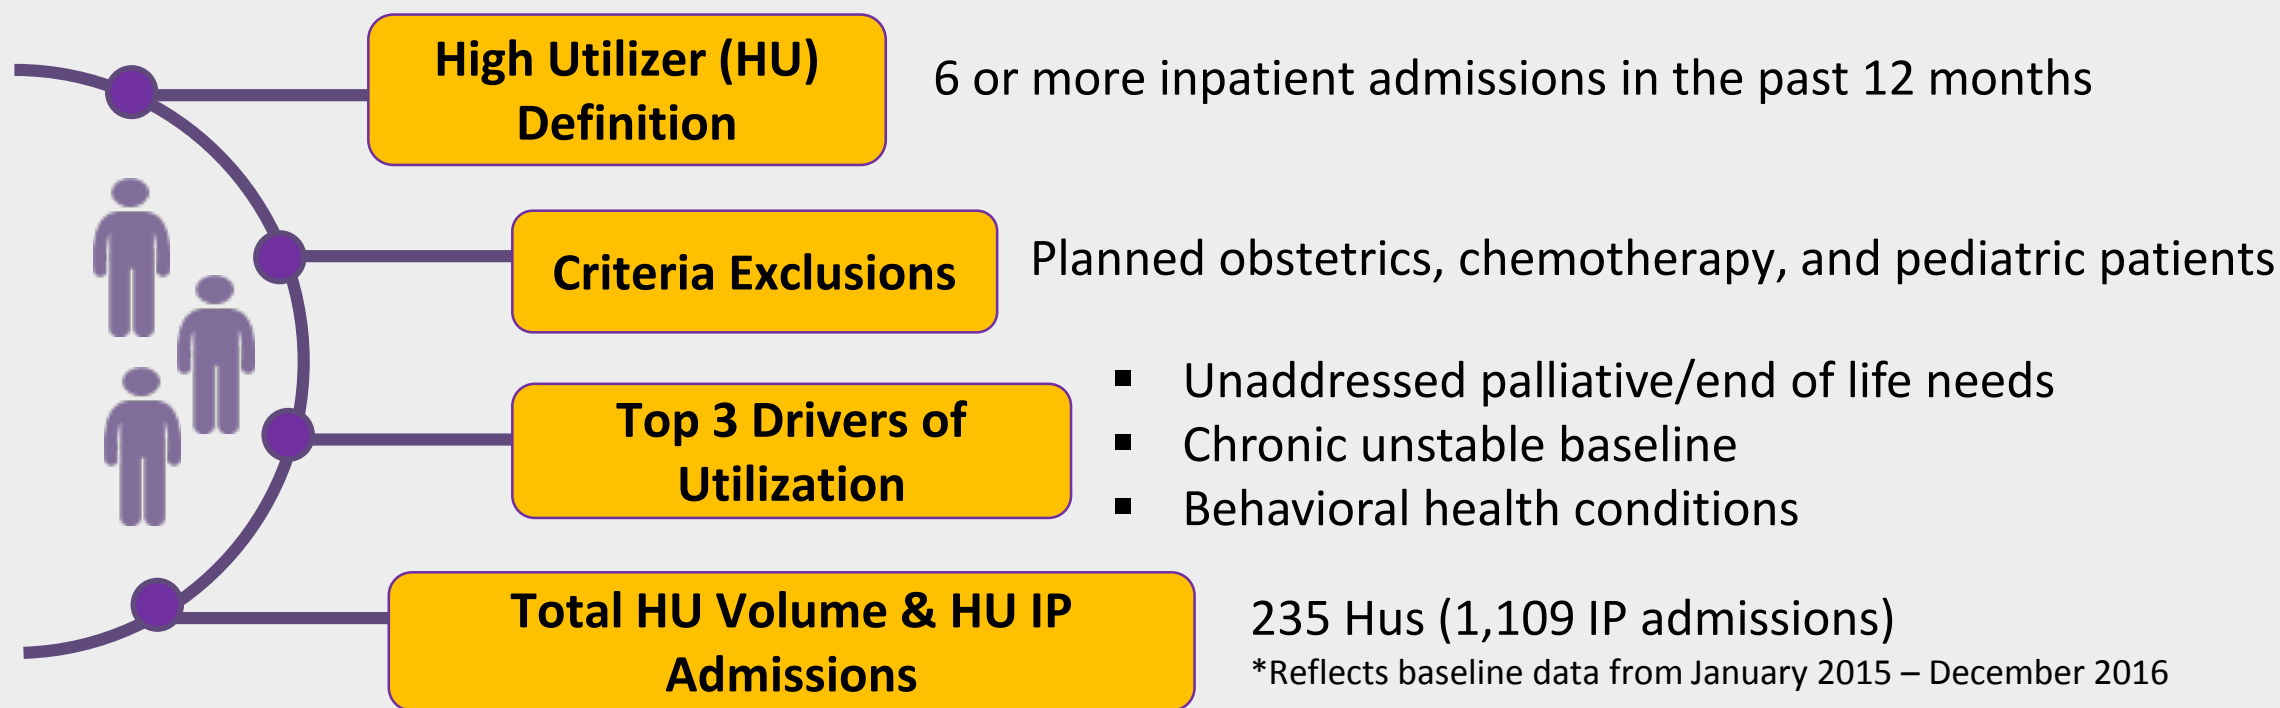 High Utilizer (HU)
Definition
6 or more inpatient admissions in the past 12 months
Criteria Exclusions
Planned obstetrics, chemotherapy, and pediatric patients
Top 3 Drivers of
Utilization
▪ Unaddressed palliative/end of life needs
▪ Chronic unstable baseline
▪ Behavioral health conditions
Total HU Volume & HU IP
Admissions
235 Hus (1,109 IP admissions)
*Reflects baseline data from January 2015 – December 2016